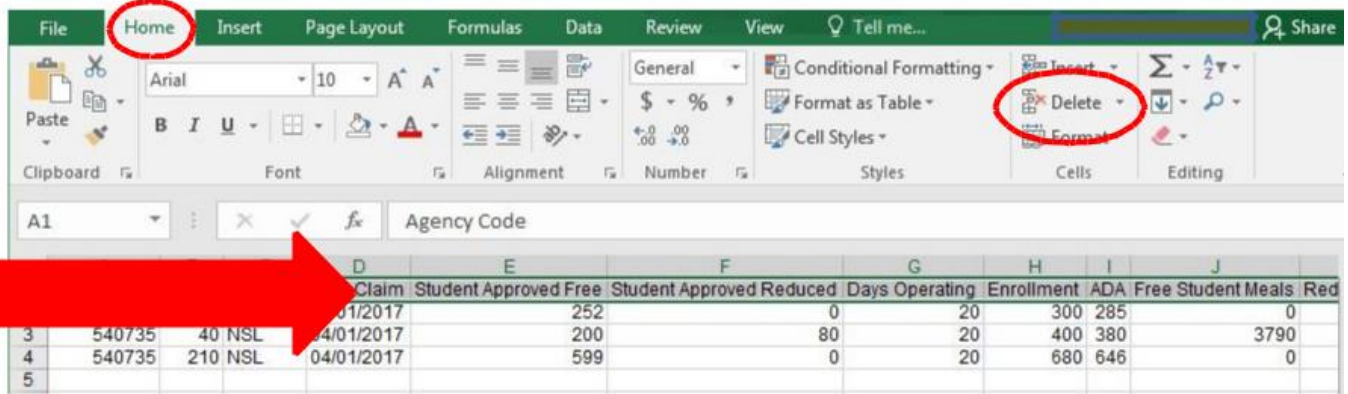 File Home Insert Page Layout Formulas Data Review View Tell me... Share
Arial 10 A A General Conditional Formatting Insert Σ A Z
Paste B I U A $ % , Format as Table Delete
.0 .00 .00 .0 Cell Styles Format
Clipboard Font Alignment Number Styles Cells Editing
A1 fx Agency Code
D E F G H I J
Claim Student Approved Free Student Approved Reduced Days Operating Enrollment ADA Free Student Meals Red
01/2017 252 0 20 300 285 0
3 540735 40 NSL 04/01/2017 200 80 20 400 380 3790
4 540735 210 NSL 04/01/2017 599 0 20 680 646 0
5